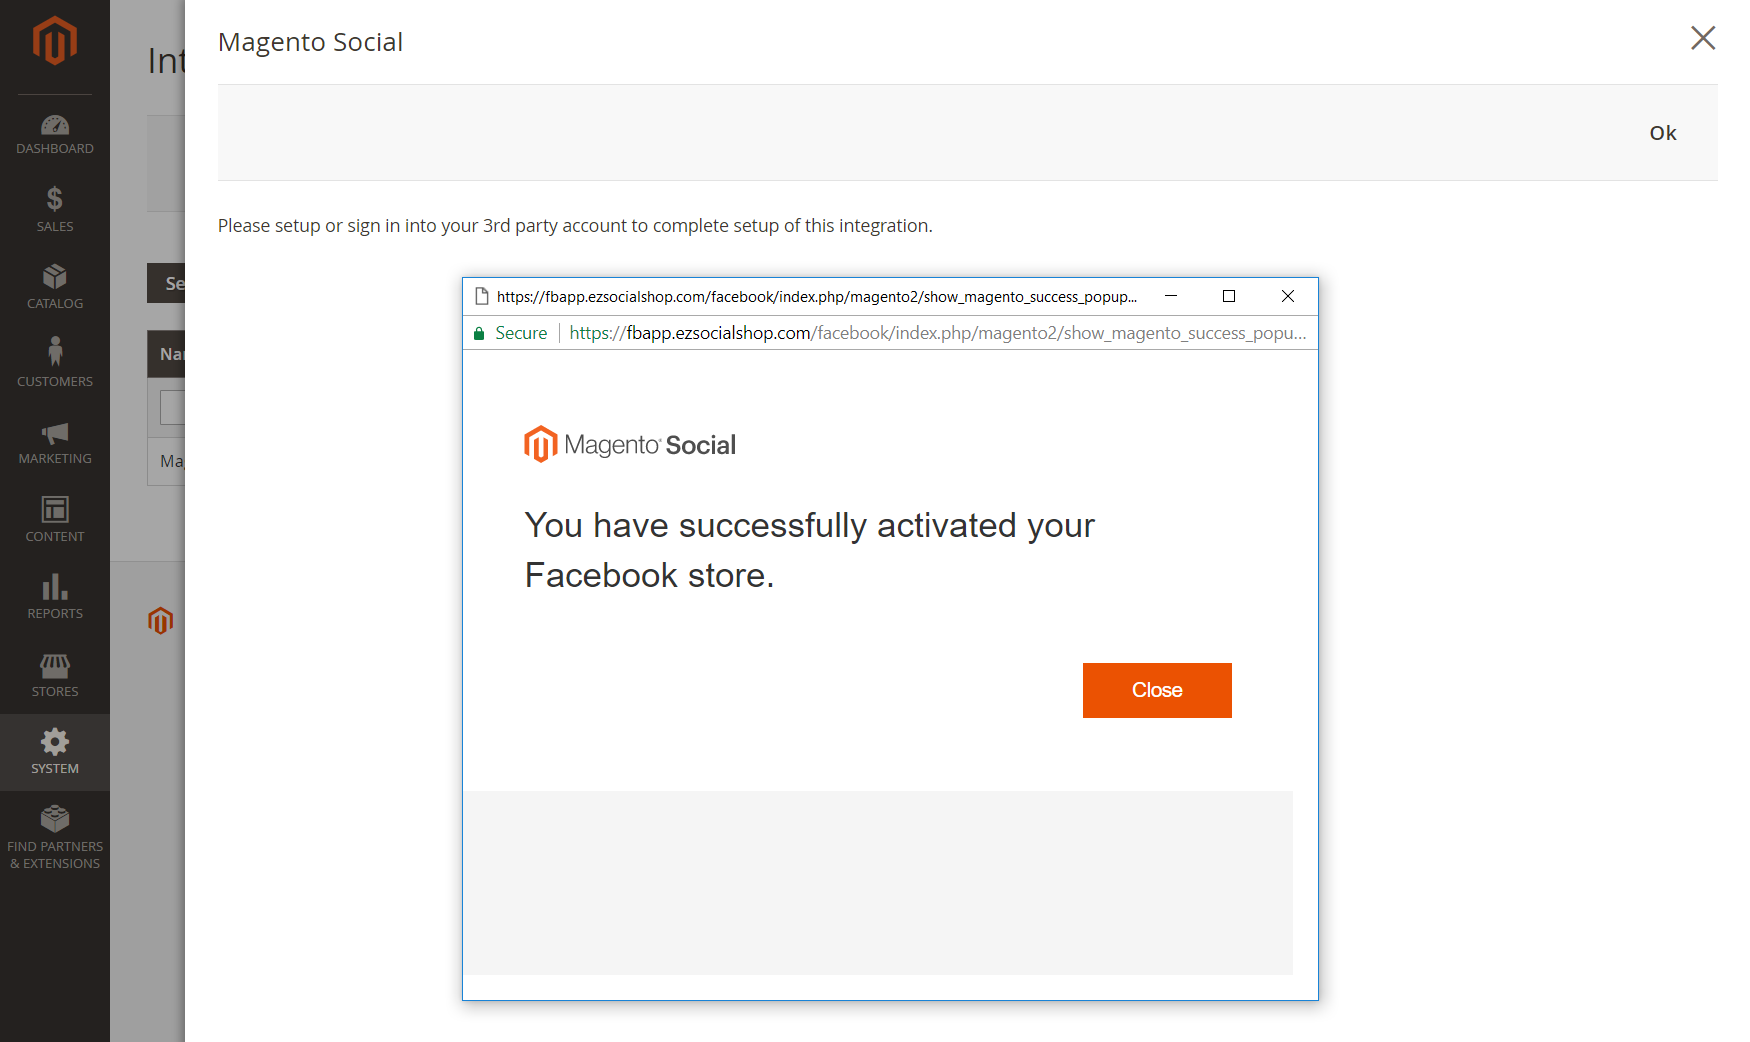 DASHBOARD
SALES
CATALOG
CUSTOMERS
MARKETING
CONTENT
REPORTS
STORES
SYSTEM
FIND PARTNERS
& EXTENSIONS
Int
Se
Nar
Mag
Magento Social
Ok
Please setup or sign in into your 3rd party account to complete setup of this integration.
https://fbapp.ezsocialshop.com/facebook/index.php/magento2/show_magento_success_popup...
Secure https://fbapp.ezsocialshop.com/facebook/index.php/magento2/show_magento_success_popu...
Magento Social
You have successfully activated your
Facebook store.
Close